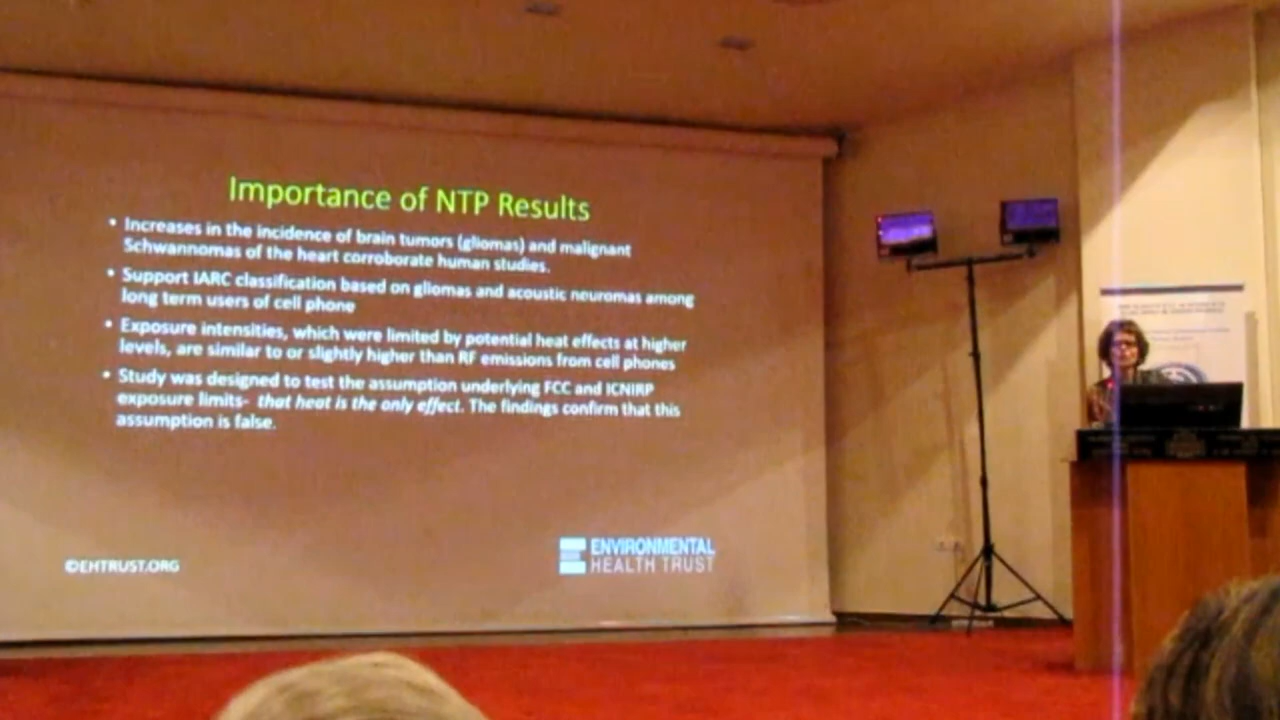 Importance of NTP Results
• Increases in the incidence of brain tumors (gliomas) and malignant
Schwannomas of the heart corroborate human studies.
• Support IARC classification based on gliomas and acoustic neuromas among
long term users of cell phone
• Exposure intensities, which were limited by potential heat effects at higher
levels, are similar to or slightly higher than RF emissions from cell phones
• Study was designed to test the assumption underlying FCC and ICNIRP
exposure limits- that heat is the only effect. The findings confirm that this
assumption is false.
©EHTRUST.ORG
ENVIRONMENTAL
HEALTH TRUST